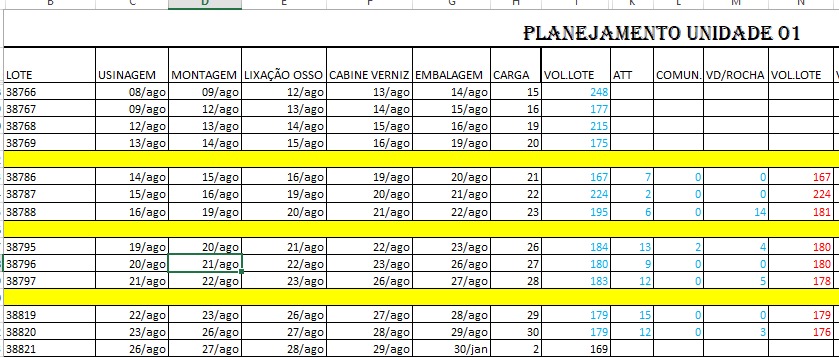 B C D E F G H I K L M N
PLANEJAMENTO UNIDADE 01
LOTE USINAGEM MONTAGEM LIXAÇÃO OSSO CABINE VERNIZ EMBALAGEM CARGA VOL.LOTE ATT COMUN. VD/ROCHA VOL.LOTE
38766 08/ago 09/ago 12/ago 13/ago 14/ago 15 248
38767 09/ago 12/ago 13/ago 14/ago 15/ago 16 177
38768 12/ago 13/ago 14/ago 15/ago 16/ago 19 215
38769 13/ago 14/ago 15/ago 16/ago 19/ago 20 175
38786 14/ago 15/ago 16/ago 19/ago 20/ago 21 167 7 0 0 167
38787 15/ago 16/ago 19/ago 20/ago 21/ago 22 224 2 0 0 224
38788 16/ago 19/ago 20/ago 21/ago 22/ago 23 195 6 0 14 181
38795 19/ago 20/ago 21/ago 22/ago 23/ago 26 184 13 2 4 180
38796 20/ago 21/ago 22/ago 23/ago 26/ago 27 180 9 0 0 180
38797 21/ago 22/ago 23/ago 26/ago 27/ago 28 183 12 0 5 178
38819 22/ago 23/ago 26/ago 27/ago 28/ago 29 179 15 0 0 179
38820 23/ago 26/ago 27/ago 28/ago 29/ago 30 179 12 0 3 176
38821 26/ago 27/ago 28/ago 29/ago 30/jan 2 169